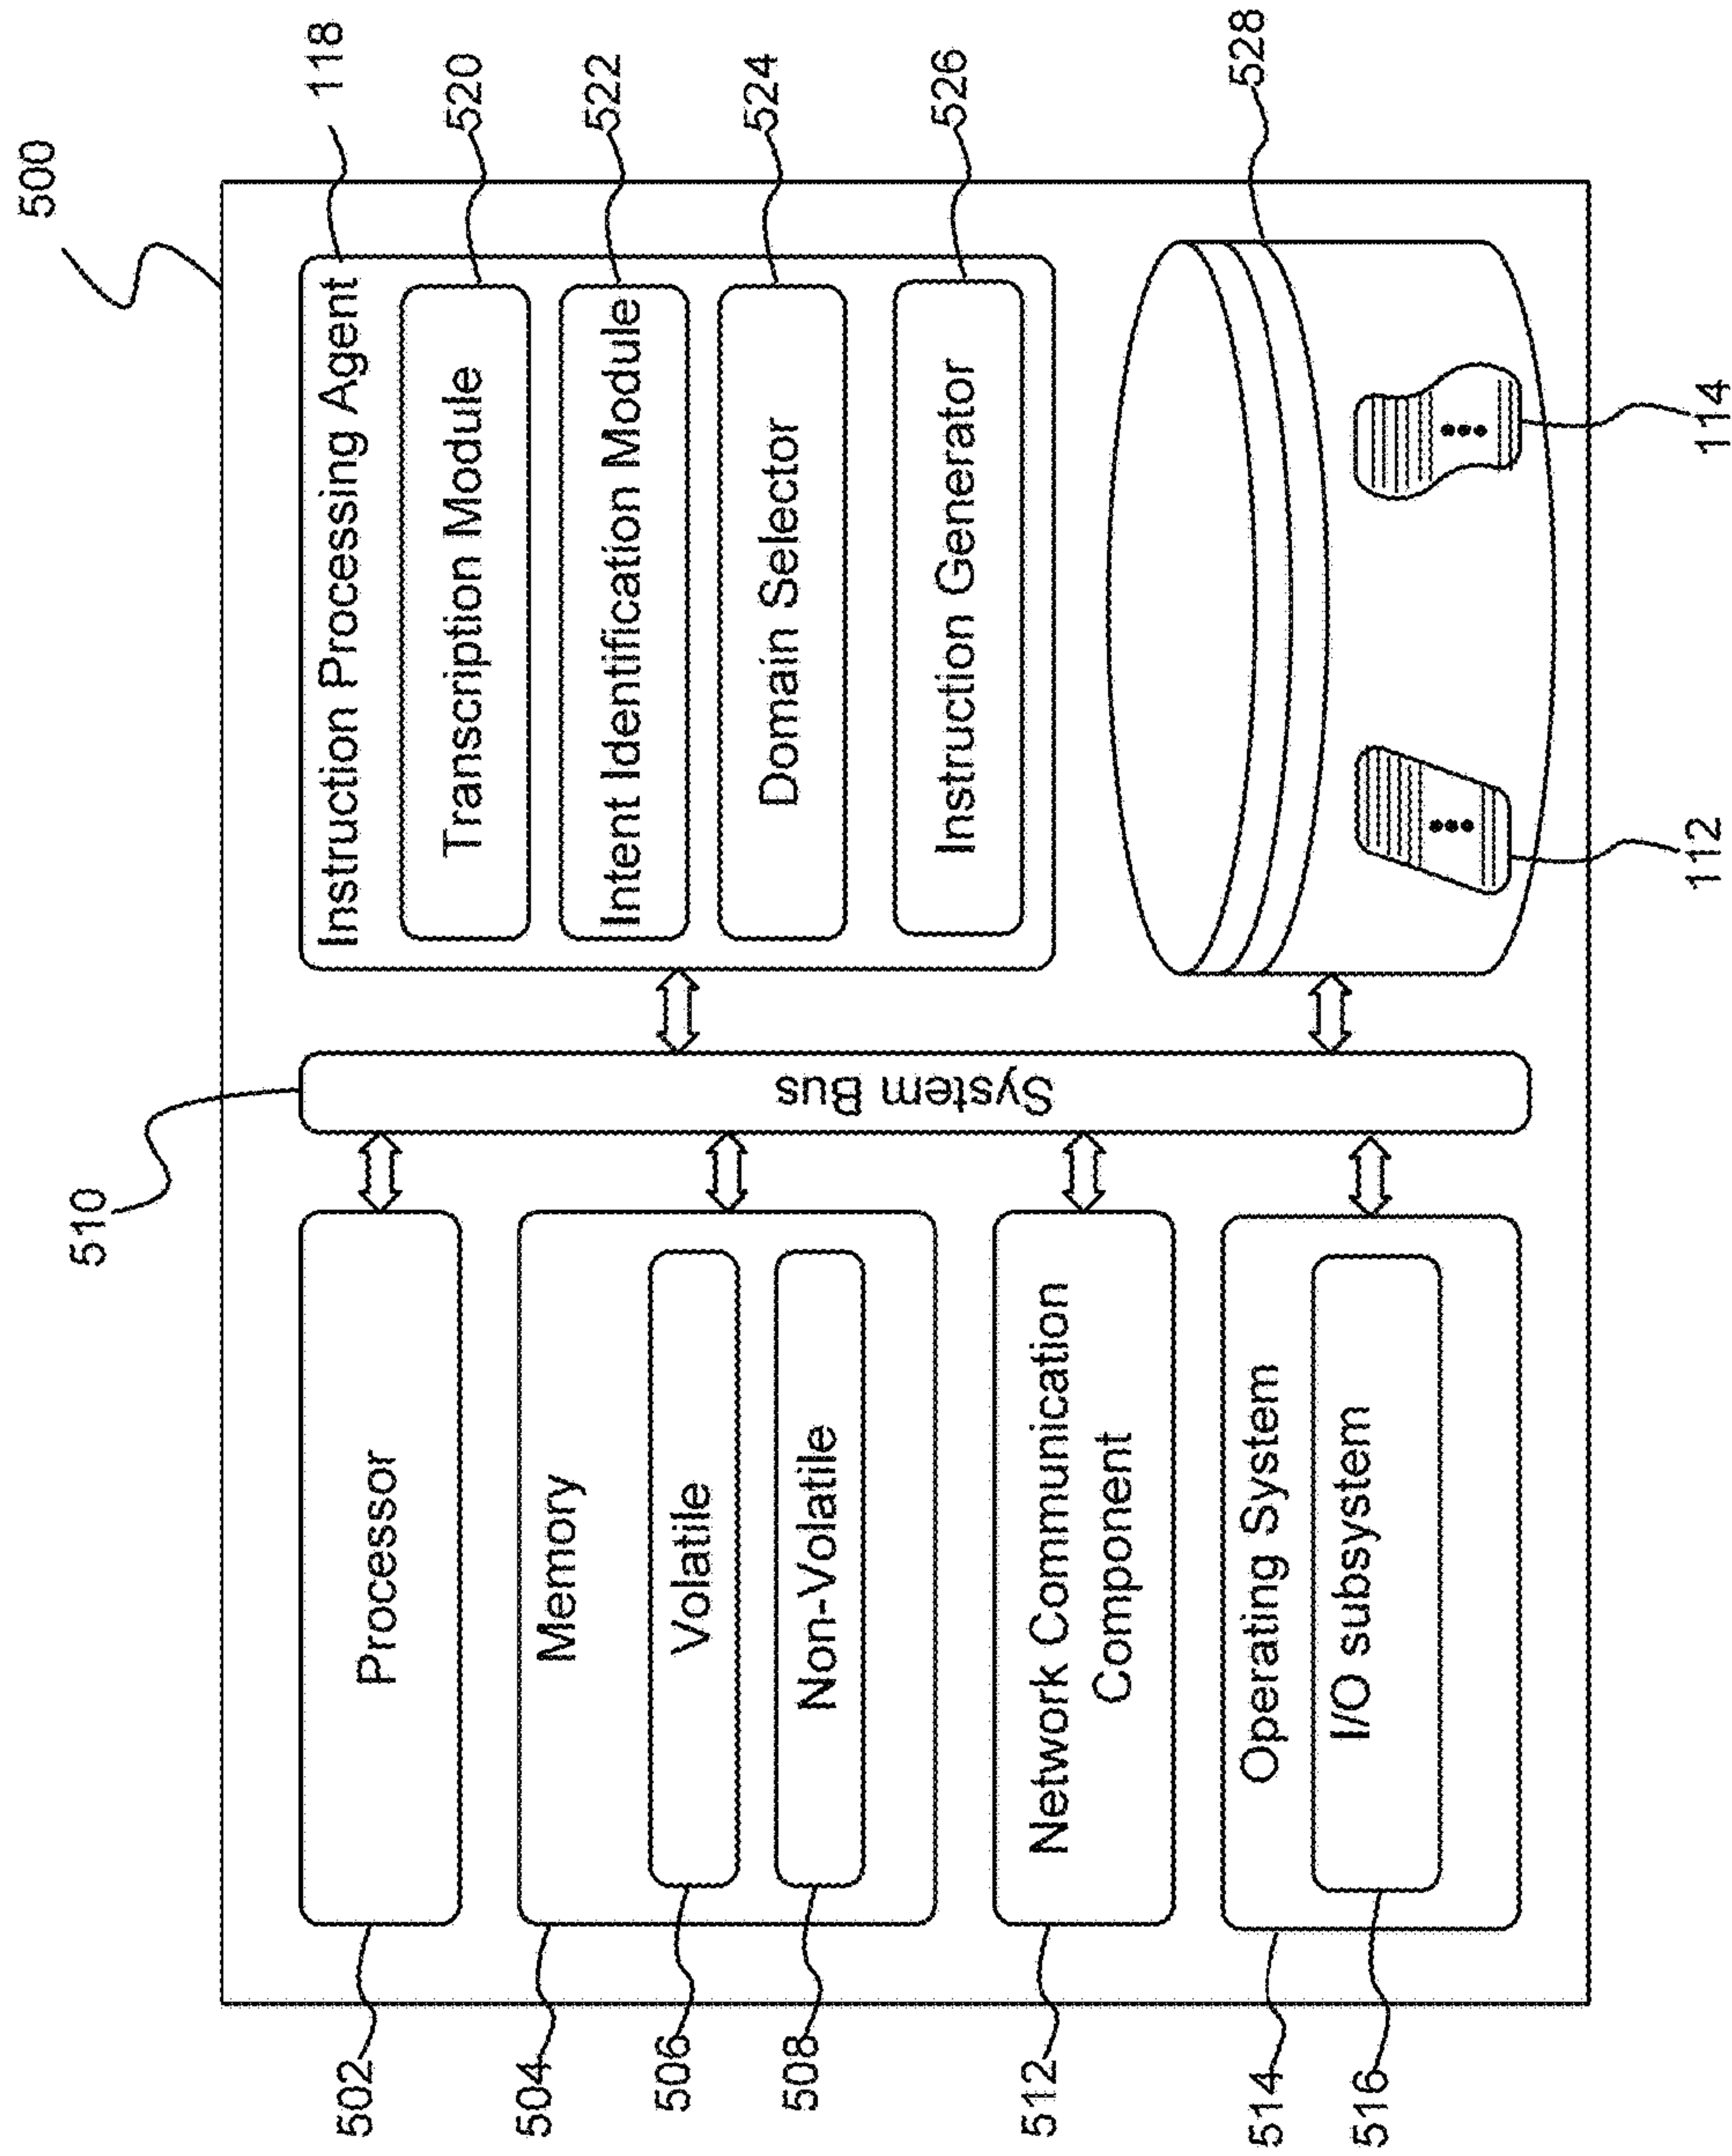 500
510
502
Processor
504
Memory
506
Volatile
508
Non-Volatile
512
Network Communication
Component
514
Operating System
516
I/O subsystem
System Bus
Instruction Processing Agent
118
Transcription Module
520
Intent Identification Module
522
Domain Selector
524
Instruction Generator
526
528
112
114